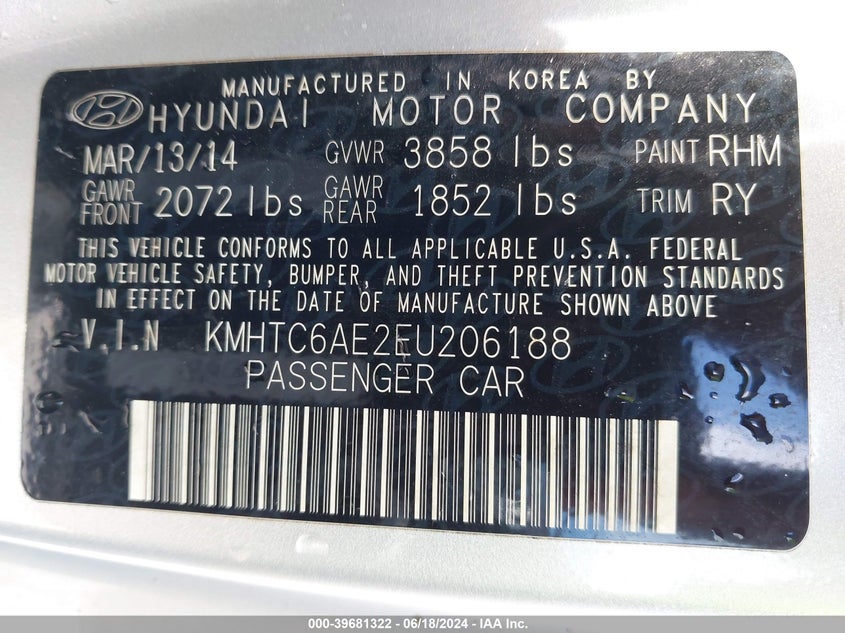 MANUFACTURED IN KOREA BY
HYUNDAI MOTOR COMPANY
MAR/13/14 GVWR 3858 lbs PAINT RHM
GAWR FRONT 2072 lbs GAWR REAR 1852 lbs TRIM RY
THIS VEHICLE CONFORMS TO ALL APPLICABLE U.S.A. FEDERAL
MOTOR VEHICLE SAFETY, BUMPER, AND THEFT PREVENTION STANDARDS
IN EFFECT ON THE DATE OF MANUFACTURE SHOWN ABOVE
V.I.N KMHTC6AE2EU206188
PASSENGER CAR
000-39681322 - 06/18/2024 - IAA Inc.